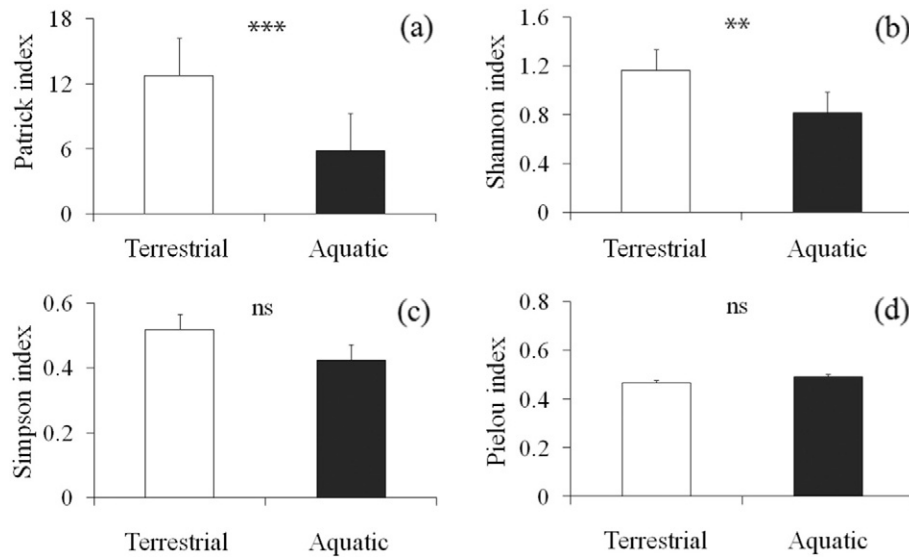 Patrick index
18
12
6
0
***
(a)
Terrestrial Aquatic
Shannon index
1.6
1.2
0.8
0.4
0
**
(b)
Terrestrial Aquatic
Simpson index
0.6
0.4
0.2
0
ns
(c)
Terrestrial Aquatic
Pielou index
0.8
0.6
0.4
0.2
0
ns
(d)
Terrestrial Aquatic